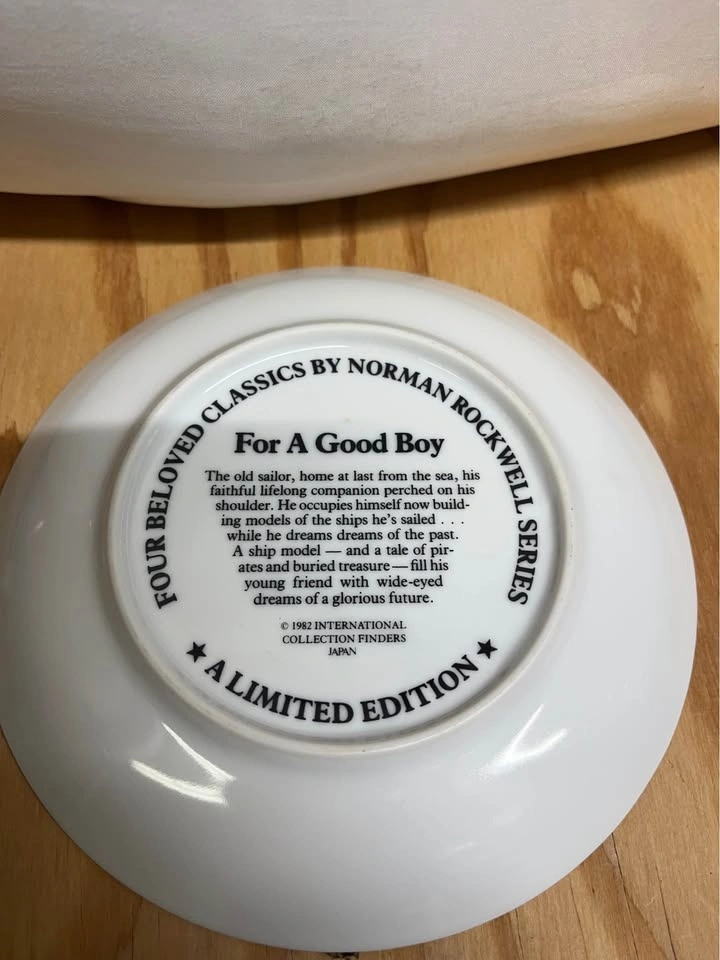 FOUR BELOVED CLASSICS BY NORMAN ROCKWELL SERIES
For A Good Boy
The old sailor, home at last from the sea, his
faithful lifelong companion perched on his
shoulder. He occupies himself now build-
ing models of the ships he's sailed . . .
while he dreams dreams of the past.
A ship model — and a tale of pir-
ates and buried treasure — fill his
young friend with wide-eyed
dreams of a glorious future.
© 1982 INTERNATIONAL
COLLECTION FINDERS
JAPAN
★ A LIMITED EDITION ★